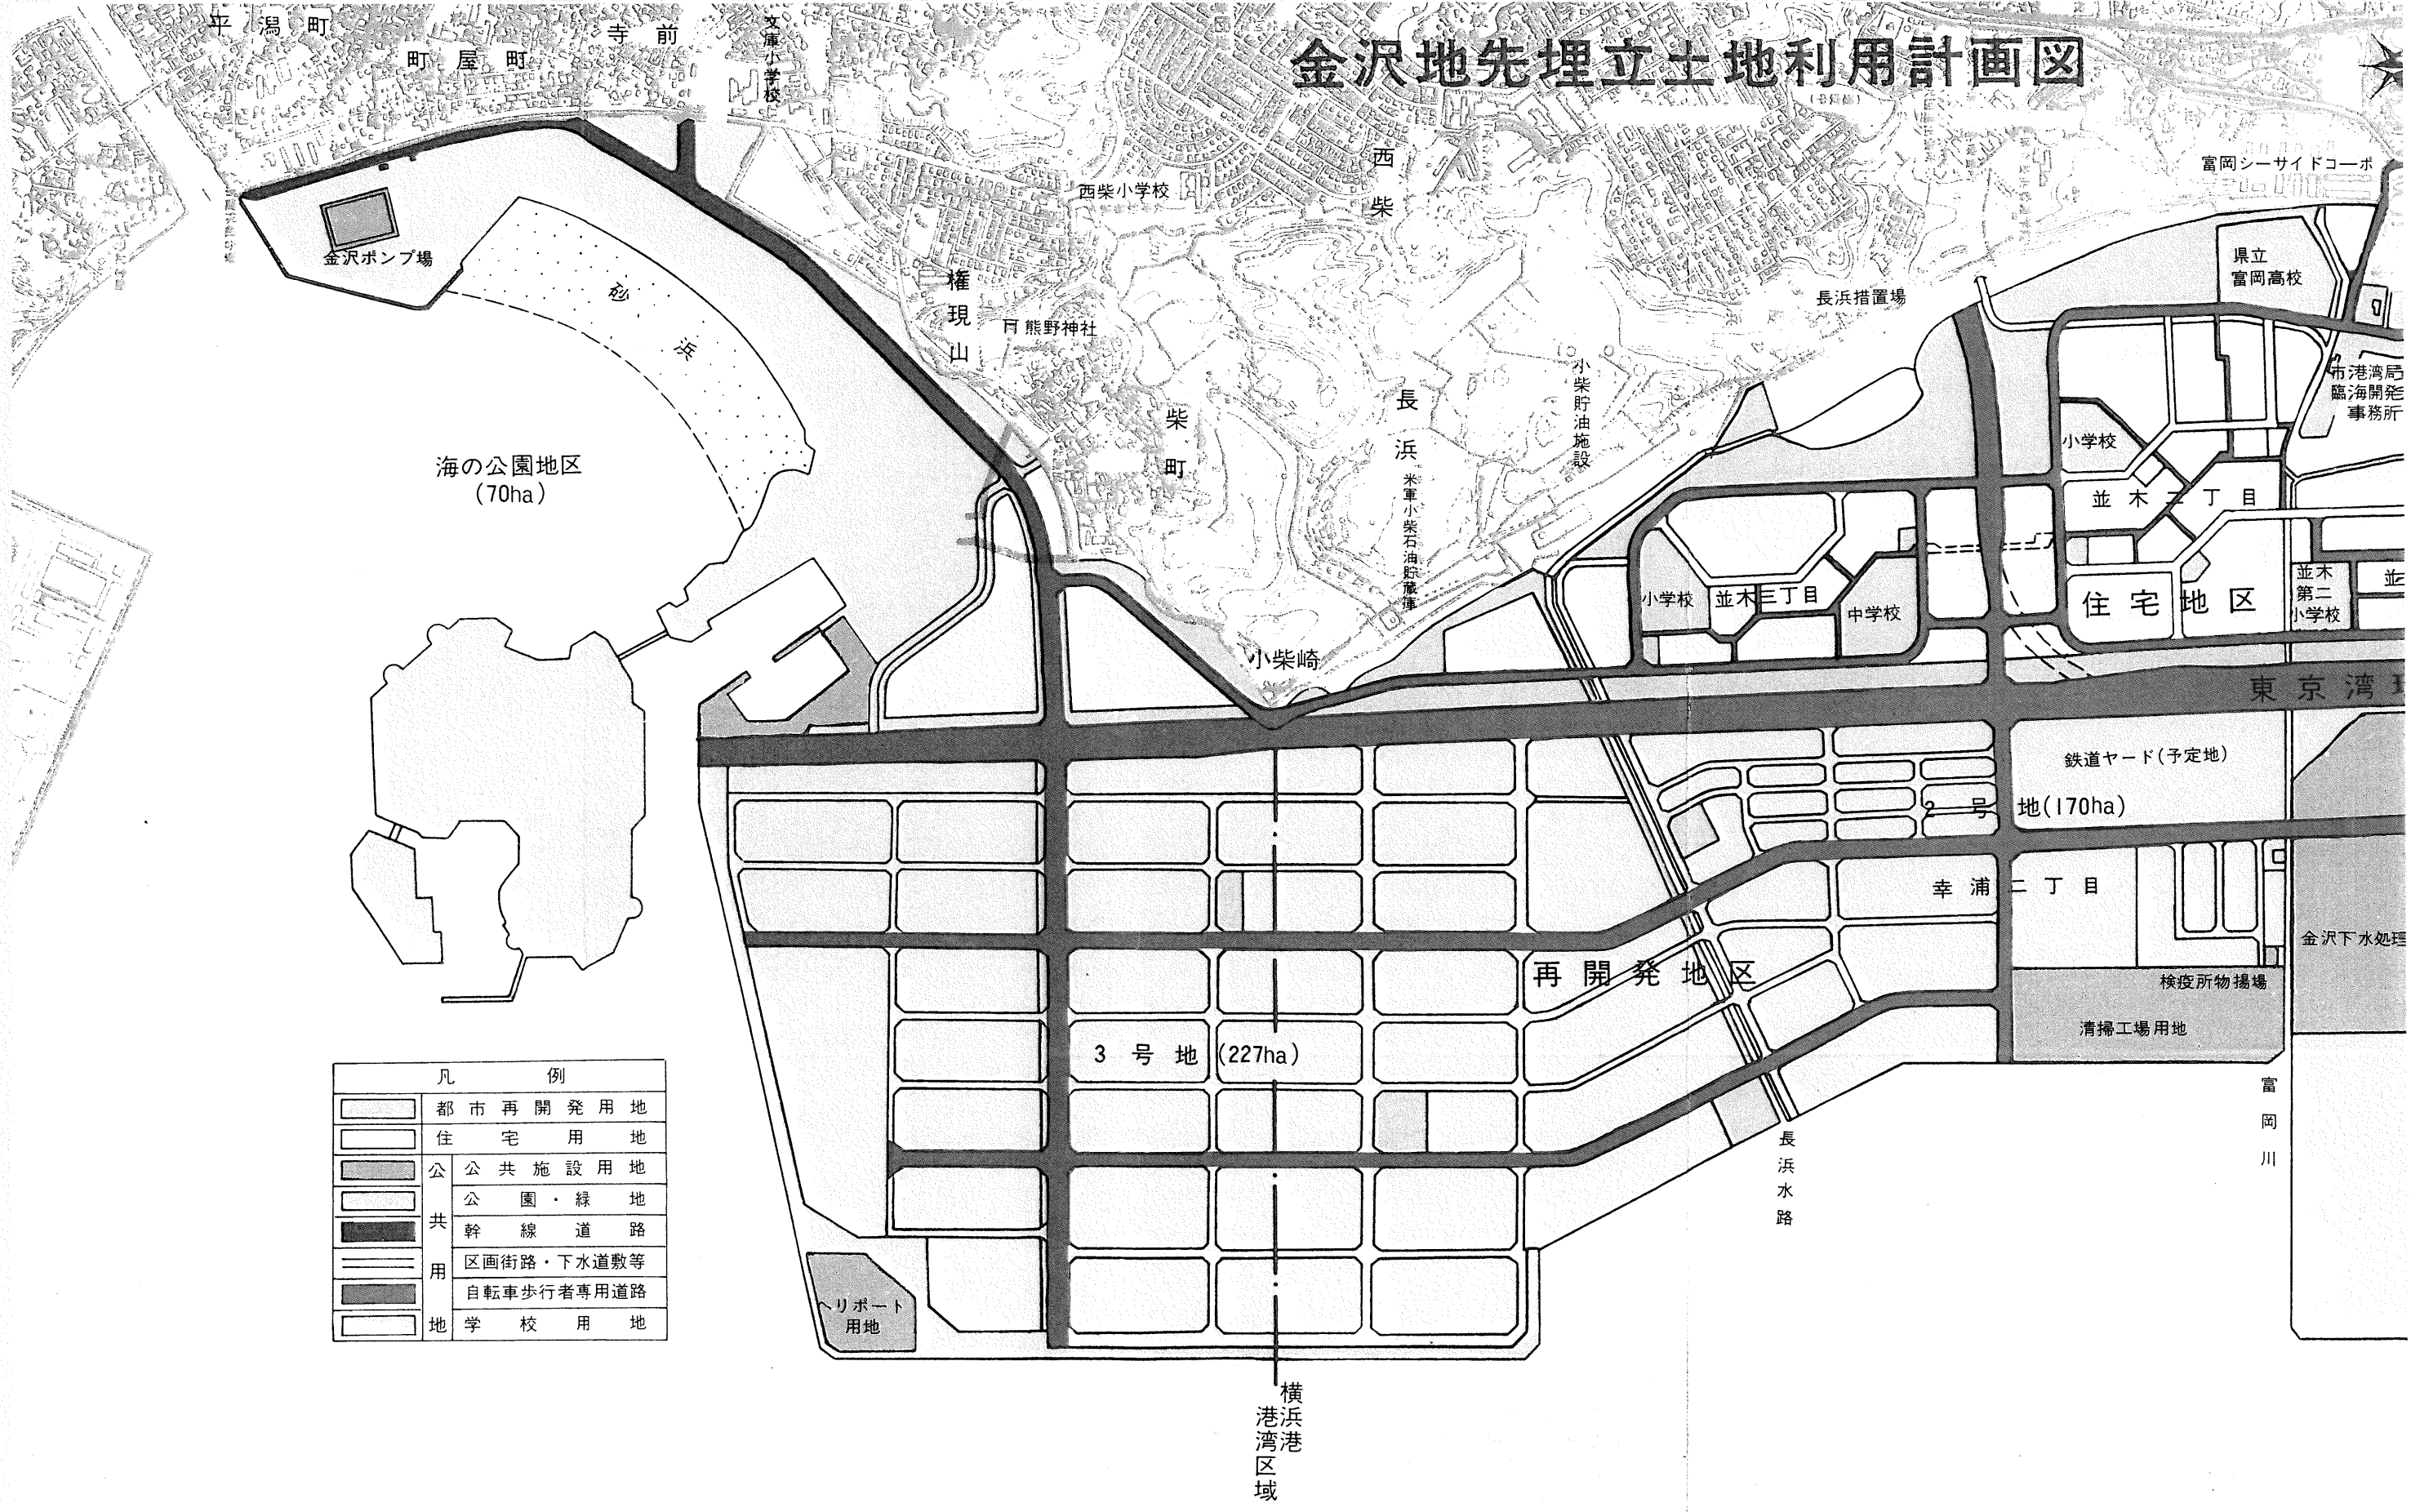 金沢地先埋立土地利用計画図
平潟町
町屋町
寺前
文庫小学校
西柴
西柴小学校
富岡シーサイドコーポ
金沢ポンプ場
砂浜
権現山
熊野神社
柴町
長浜
小柴貯油施設
米軍小柴石油貯蔵庫
長浜措置場
県立
富岡高校
市港湾局
臨海開発
事務所
小学校
並木二丁目
海の公園地区
(70ha)
小学校
並木三丁目
中学校
住宅地区
並木
第二
小学校
並
小柴崎
東京湾
鉄道ヤード(予定地)
2号地(170ha)
幸浦二丁目
金沢下水処理
再開発地区
検疫所物揚場
清掃工場用地
3号地(227ha)
富岡川
長浜水路
ヘリポート
用地
横浜港
港湾区域
凡例
都市再開発用地
住宅用地
公共用地
公共施設用地
公園・緑地
幹線道路
区画街路・下水道敷等
自転車歩行者専用道路
学校用地